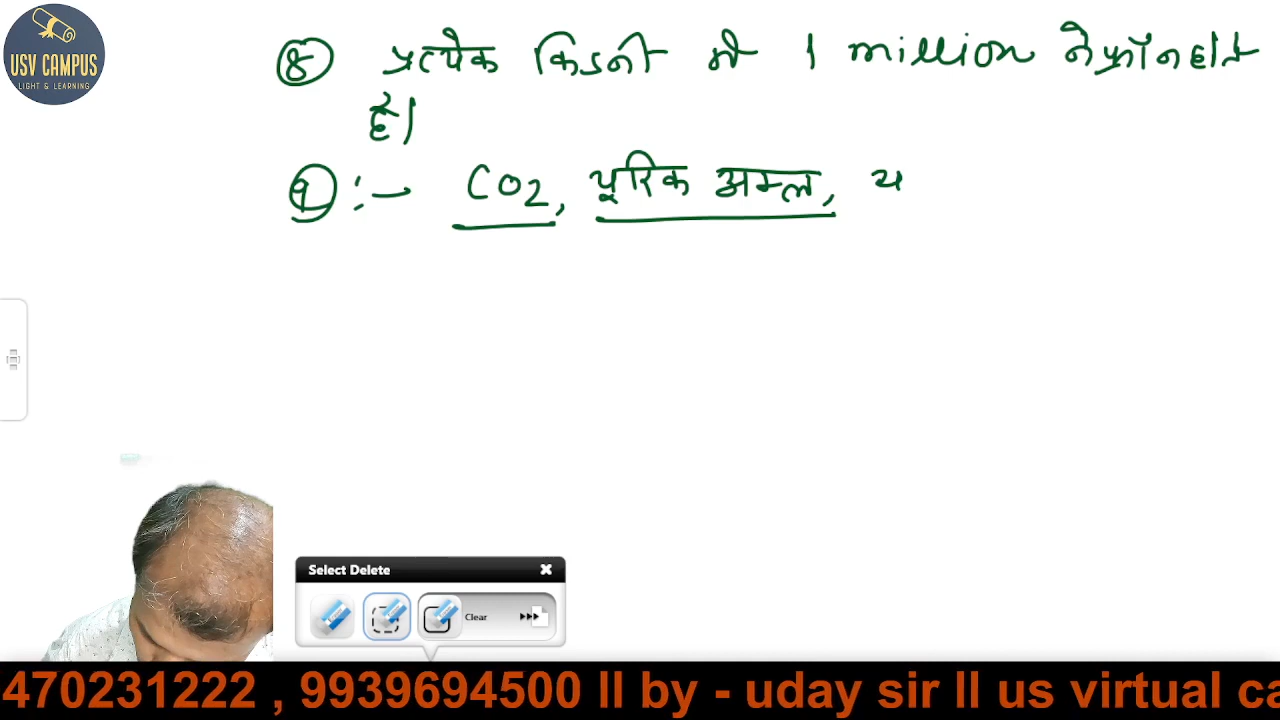 USV CAMPUS
LIGHT & LEARNING
⑧ प्रत्येक किडनी मे 1 million नेफ्रॉन होते
है।
⑨ :- CO2, यूरिक अम्ल, य
Select Delete
Clear
470231222 , 9939694500 ll by - uday sir ll us virtual ca